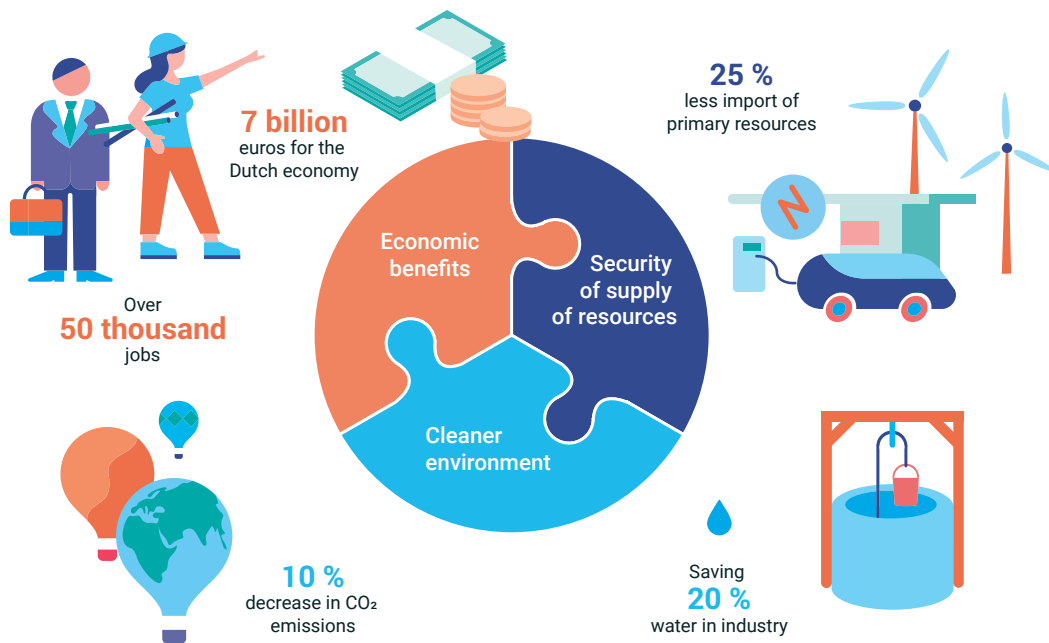 7 billion
euros for the
Dutch economy
25 %
less import of
primary resources
Economic
benefits
Security
of supply
of resources
Over
50 thousand
jobs
Cleaner
environment
10 %
decrease in CO₂
emissions
Saving
20 %
water in industry